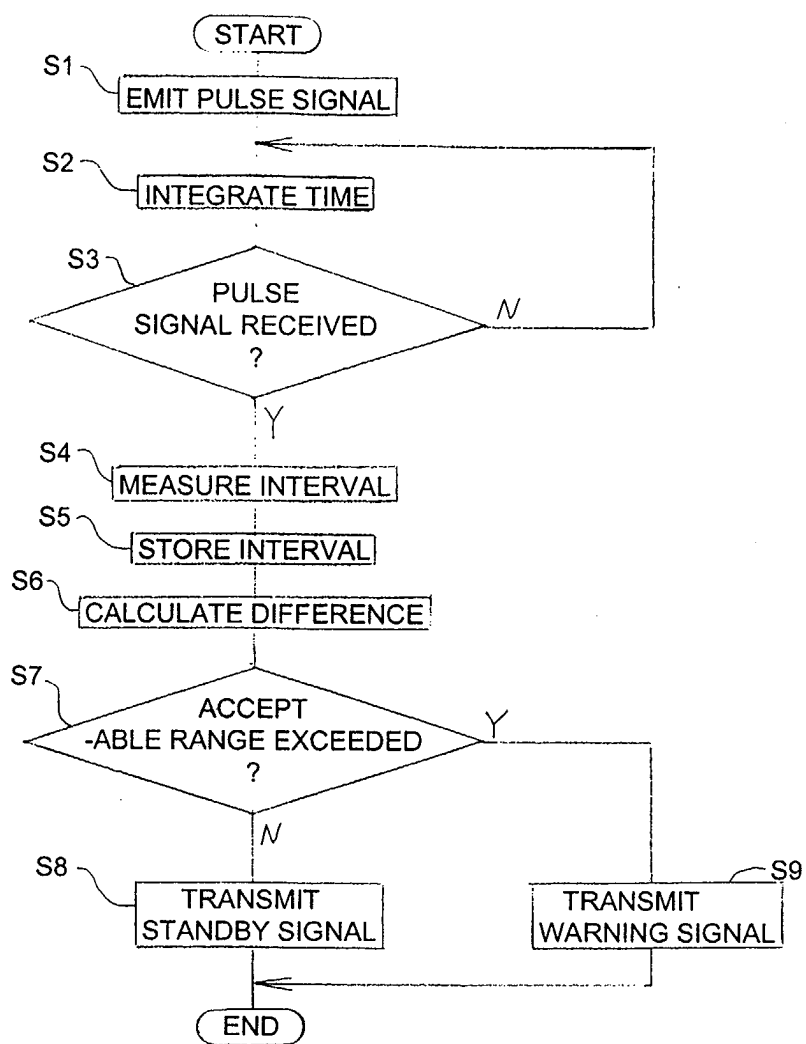 START
S1
EMIT PULSE SIGNAL
S2
INTEGRATE TIME
S3
PULSE
SIGNAL RECEIVED
?
N
Y
S4
MEASURE INTERVAL
S5
STORE INTERVAL
S6
CALCULATE DIFFERENCE
S7
ACCEPT
-ABLE RANGE EXCEEDED
?
Y
N
S8
TRANSMIT
STANDBY SIGNAL
S9
TRANSMIT
WARNING SIGNAL
END